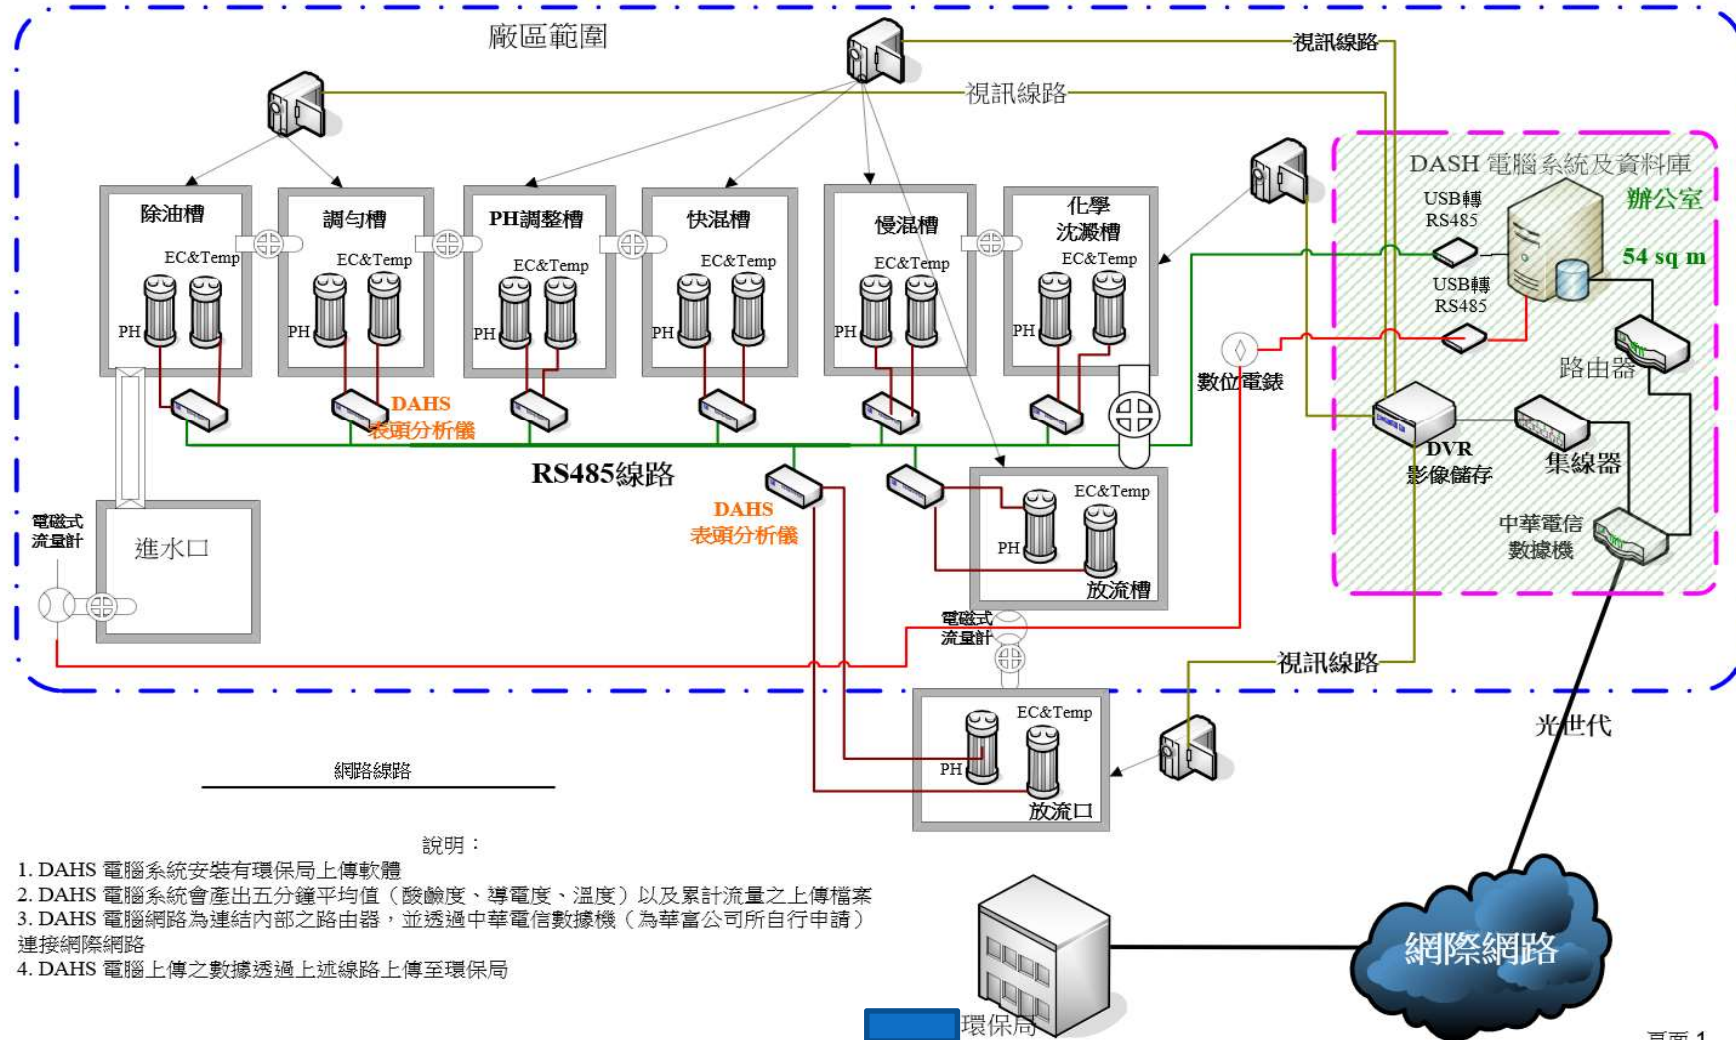 廠區範圍
視訊線路
視訊線路
DASH 電腦系統及資料庫
辦公室
54 sq m
USB轉
RS485
USB轉
RS485
除油槽
EC&Temp
PH
調勻槽
EC&Temp
PH
PH調整槽
EC&Temp
PH
快混槽
EC&Temp
PH
慢混槽
EC&Temp
PH
化學
沈澱槽
EC&Temp
PH
數位電錶
路由器
DAHS
表頭分析儀
RS485線路
DVR
影像儲存
集線器
中華電信
數據機
DAHS
表頭分析儀
EC&Temp
PH
放流槽
電磁式
流量計
進水口
電磁式
流量計
視訊線路
EC&Temp
PH
放流口
光世代
網路線路
說明：
1. DAHS 電腦系統安裝有環保局上傳軟體
2. DAHS 電腦系統會產出五分鐘平均值（酸鹼度、導電度、溫度）以及累計流量之上傳檔案
3. DAHS 電腦網路為連結內部之路由器，並透過中華電信數據機（為華富公司所自行申請）
連接網際網路
4. DAHS 電腦上傳之數據透過上述線路上傳至環保局
網際網路
環保局
頁面 1